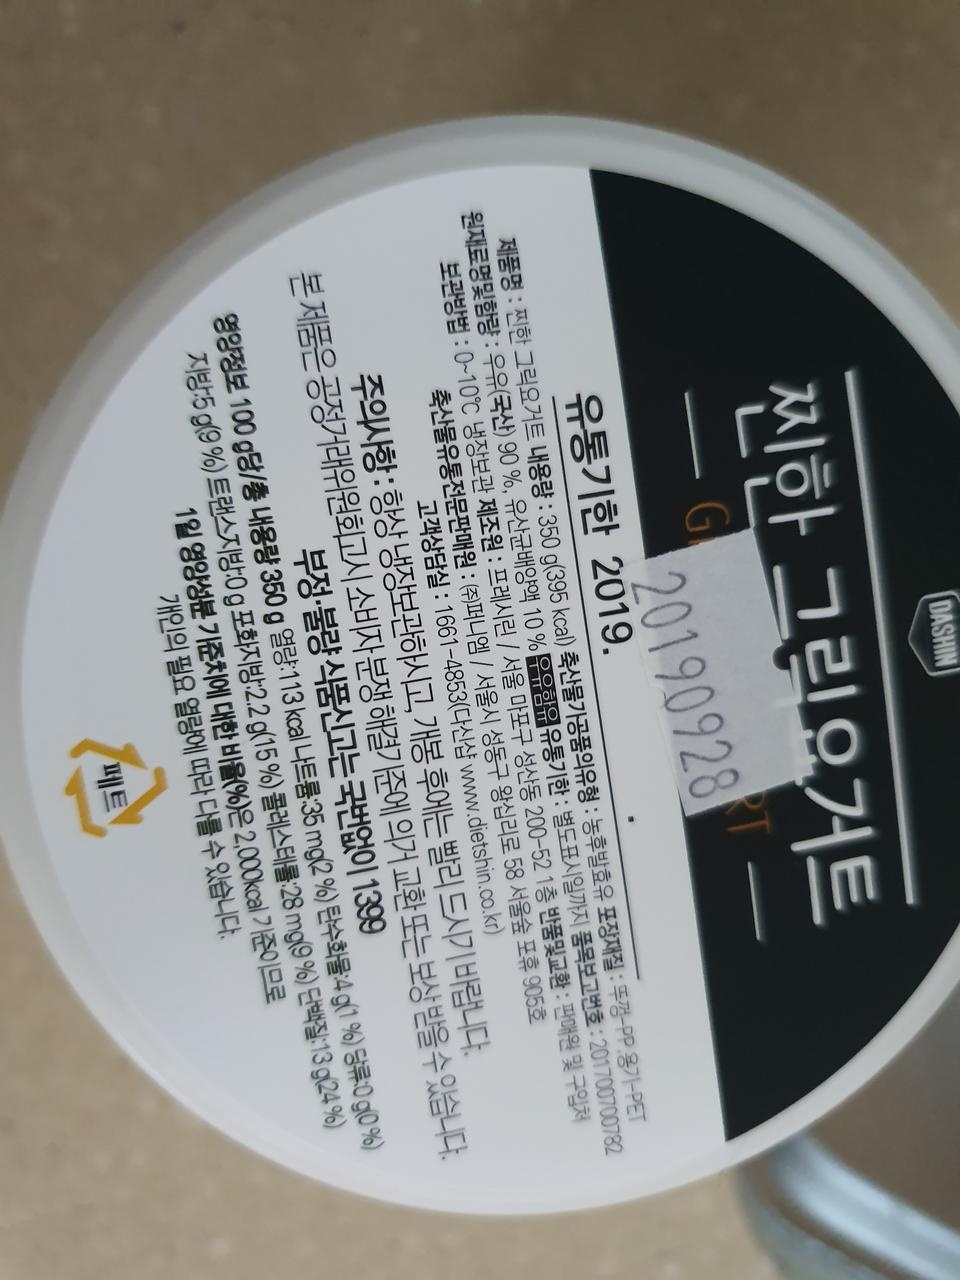 DASHIN
찐한 그릭요거트
RT
20190928
유통기한 2019. .
제품명 : 찐한 그릭요거트 내용량 : 350 g(395 kcal) 축산물가공품의유형 : 농후발효유 포장재질 : 뚜껑-PP, 용기-PET
원재료명및함량 : 우유(국산) 90 %, 유산균배양액 10 % 우유함유 유통기한 : 별도표시일까지 품목보고번호 : 201700700782
보관방법 : 0~10℃ 냉장보관 제조원 : 프레시린 / 서울 마포구 성산동 200-52 1층 반품및교환 : 판매원 및 구입처
축산물유통전문판매원 : (주)퍼니엠 / 서울시 성동구 왕십리로 58 서울숲 포휴 905호
고객상담실 : 1661-4853(다신샵 www.dietshin.co.kr)
주의사항 : 항상 냉장보관하시고, 개봉 후에는 빨리 드시기 바랍니다.
본 제품은 공정거래위원회고시 소비자 분쟁해결기준에 의거 교환 또는 보상 받을 수 있습니다.
부정·불량 식품신고는 국번없이 1399
영양정보 100 g당/총 내용량 350 g 열량:113 kcal 나트륨:35 mg(2 %) 탄수화물:4 g(1 %) 당류:0 g(0 %)
지방:5 g(9 %) 트랜스지방:0 g 포화지방:2.2 g(15 %) 콜레스테롤:28 mg(9 %) 단백질:13 g(24 %)
1일 영양성분 기준치에 대한 비율(%)은 2,000kcal 기준이므로
개인의 필요 열량에 따라 다를 수 있습니다.
페트